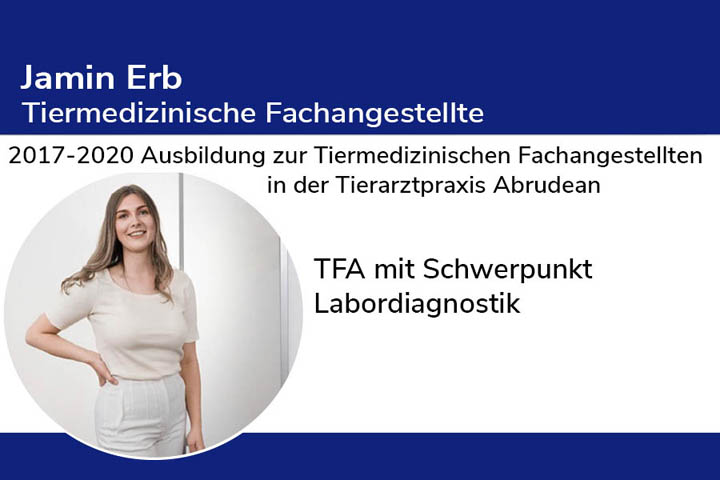 Jamin Erb
Tiermedizinische Fachangestellte
2017-2020 Ausbildung zur Tiermedizinischen Fachangestellten
in der Tierarztpraxis Abrudean
TFA mit Schwerpunkt
Labordiagnostik